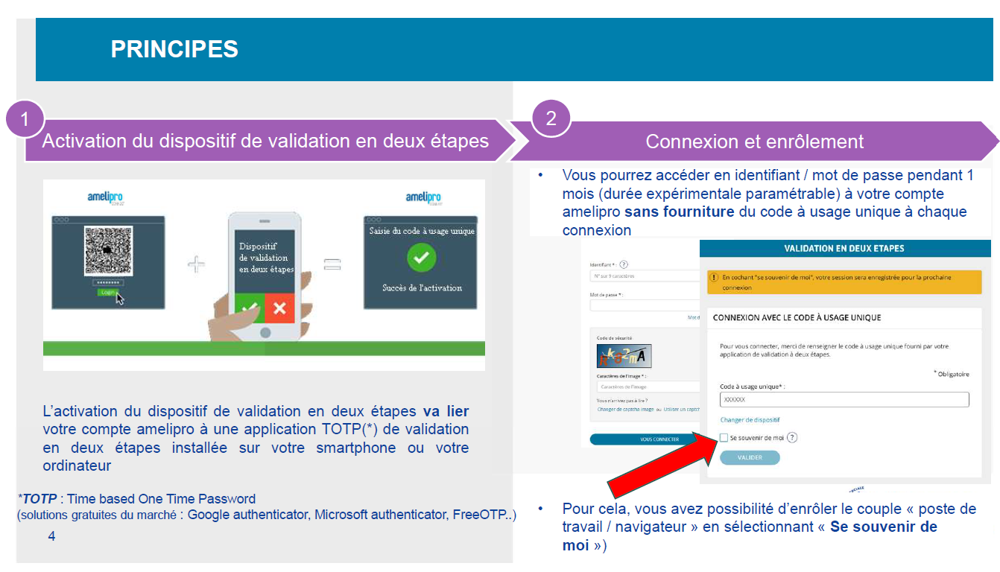 PRINCIPES
1
Activation du dispositif de validation en deux étapes
amelipro
amelipro
Saisie du code à usage unique
Dispositif
de validation
en deux étapes
Login
Succès de l'activation
L’activation du dispositif de validation en deux étapes va lier
votre compte amelipro à une application TOTP(*) de validation
en deux étapes installée sur votre smartphone ou votre
ordinateur
*TOTP : Time based One Time Password
(solutions gratuites du marché : Google authenticator, Microsoft authenticator, FreeOTP..)
4
2
Connexion et enrôlement
• Vous pourrez accéder en identifiant / mot de passe pendant 1
mois (durée expérimentale paramétrable) à votre compte
amelipro sans fourniture du code à usage unique à chaque
connexion
Identifiant * : ?
N° sur 9 caractères
Mot de passe * :
Mot d
Code de sécurité
Caractères de l'image * :
Caractères de l'image
Vous n'arrivez pas à lire ?
Changer de captcha image ou Utiliser un captch
VOUS CONNECTER
VALIDATION EN DEUX ETAPES
! En cochant "se souvenir de moi", votre session sera enregistrée pour la prochaine
connexion
CONNEXION AVEC LE CODE À USAGE UNIQUE
Pour vous connecter, merci de renseigner le code à usage unique fourni par votre
application de validation à deux étapes.
* Obligatoire
Code à usage unique* :
XXXXXX
Changer de dispositif
Se souvenir de moi ?
VALIDER
• Pour cela, vous avez possibilité d’enrôler le couple « poste de
travail / navigateur » en sélectionnant « Se souvenir de
moi »)